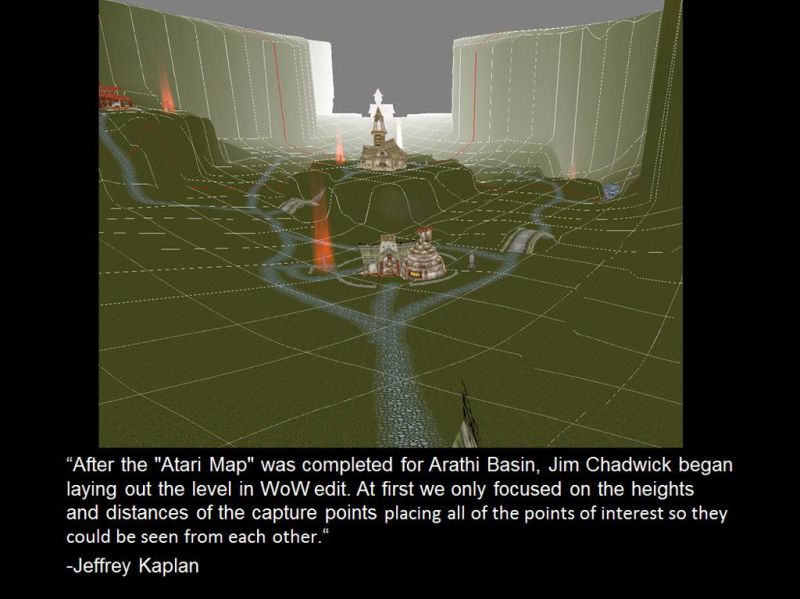 “After the "Atari Map" was completed for Arathi Basin, Jim Chadwick began
laying out the level in WoW edit. At first we only focused on the heights
and distances of the capture points placing all of the points of interest so they
could be seen from each other.“
-Jeffrey Kaplan